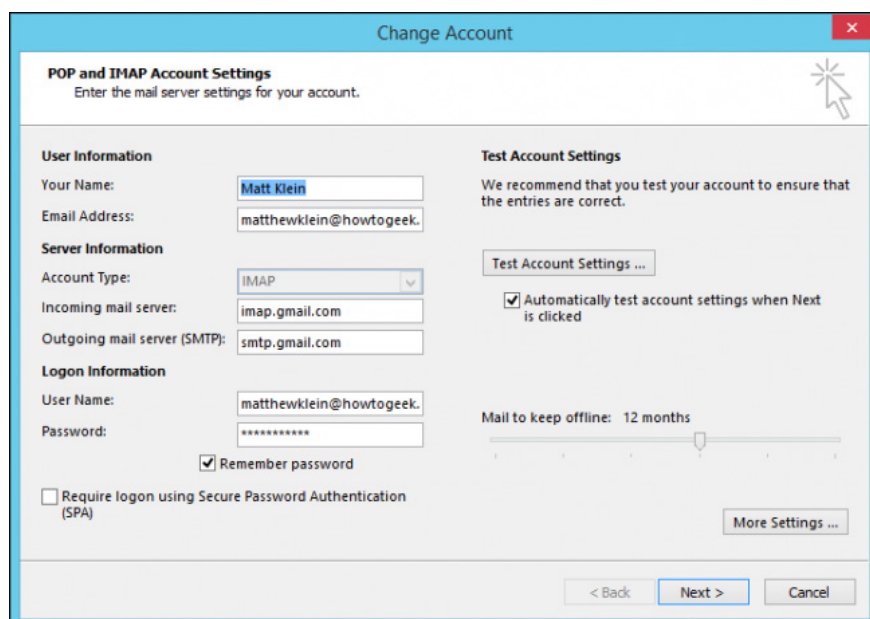 Change Account
POP and IMAP Account Settings
Enter the mail server settings for your account.
User Information
Your Name: Matt Klein
Email Address: matthewklein@howtogeek.
Server Information
Account Type: IMAP
Incoming mail server: imap.gmail.com
Outgoing mail server (SMTP): smtp.gmail.com
Logon Information
User Name: matthewklein@howtogeek.
Password: ***********
Remember password
Require logon using Secure Password Authentication
(SPA)
Test Account Settings
We recommend that you test your account to ensure that
the entries are correct.
Test Account Settings ...
Automatically test account settings when Next
is clicked
Mail to keep offline: 12 months
More Settings ...
< Back
Next >
Cancel